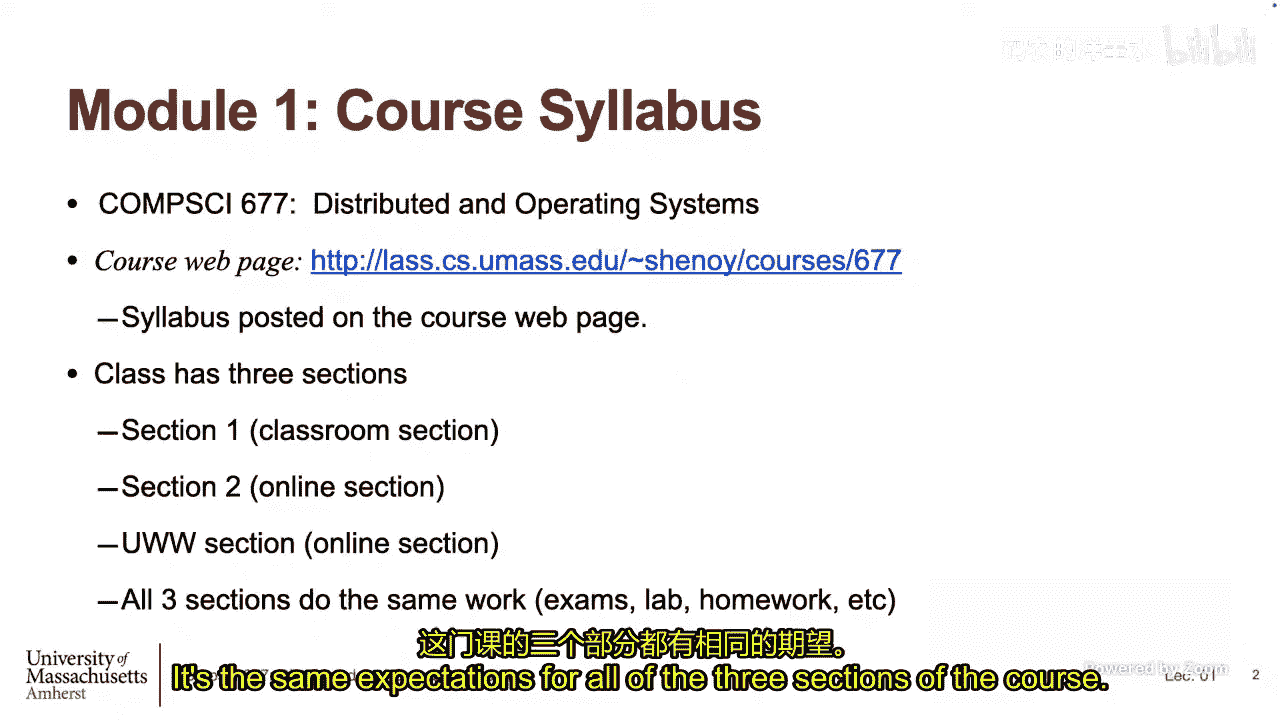 bilibili
Module 1: Course Syllabus
• COMPSCI 677: Distributed and Operating Systems
• Course web page: http://lass.cs.umass.edu/~shenoy/courses/677
–Syllabus posted on the course web page.
• Class has three sections
–Section 1 (classroom section)
–Section 2 (online section)
–UWW section (online section)
–All 3 sections do the same work (exams, lab, homework, etc)
这门课的三个部分都有相同的期望。
It's the same expectations for all of the three sections of the course.
University of
Massachusetts
Amherst
Powered by Zoom
Lec. 01
2